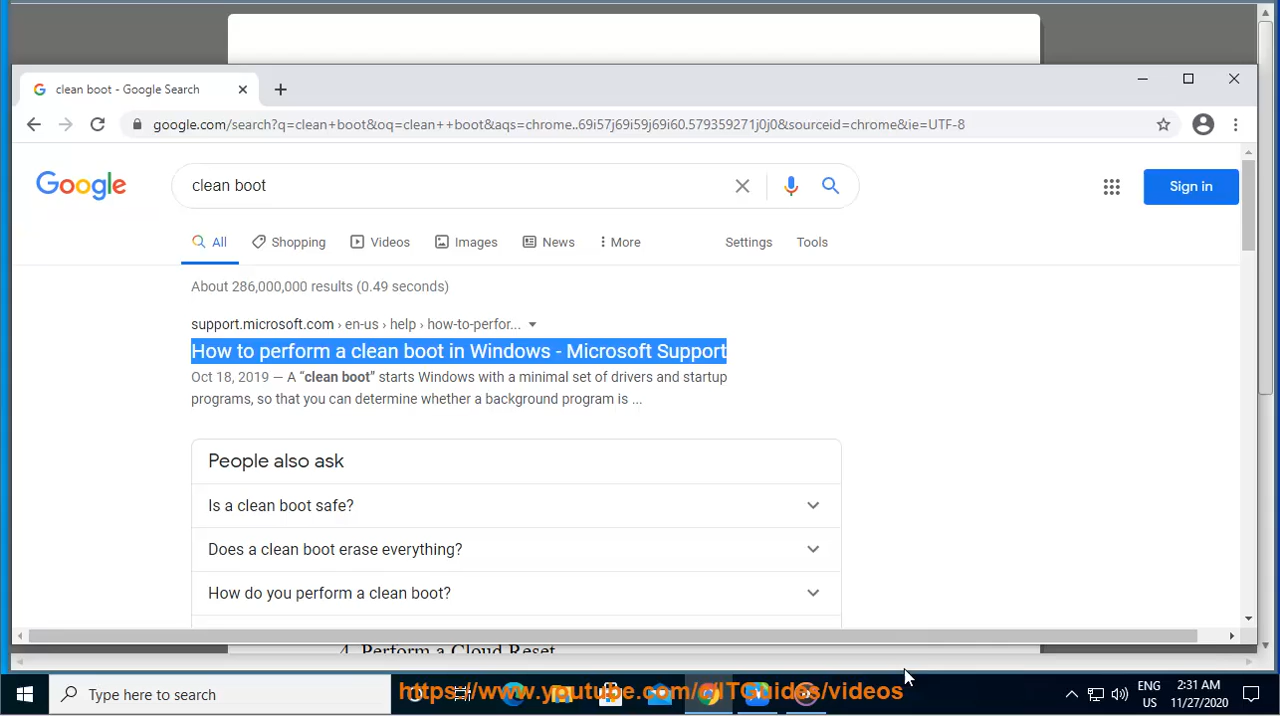 clean boot - Google Search
google.com/search?q=clean+boot&oq=clean++boot&aqs=chrome..69i57j69i59j69i60.579359271j0j0&sourceid=chrome&ie=UTF-8
Google
clean boot
Sign in
All Shopping Videos Images News More Settings Tools
About 286,000,000 results (0.49 seconds)
support.microsoft.com › en-us › help › how-to-perfor...
How to perform a clean boot in Windows - Microsoft Support
Oct 18, 2019 — A “clean boot” starts Windows with a minimal set of drivers and startup
programs, so that you can determine whether a background program is ...
People also ask
Is a clean boot safe?
Does a clean boot erase everything?
How do you perform a clean boot?
4. Perform a Cloud Reset
Type here to search
https://www.youtube.com/@ITGuides/videos
ENG
US
2:31 AM
11/27/2020